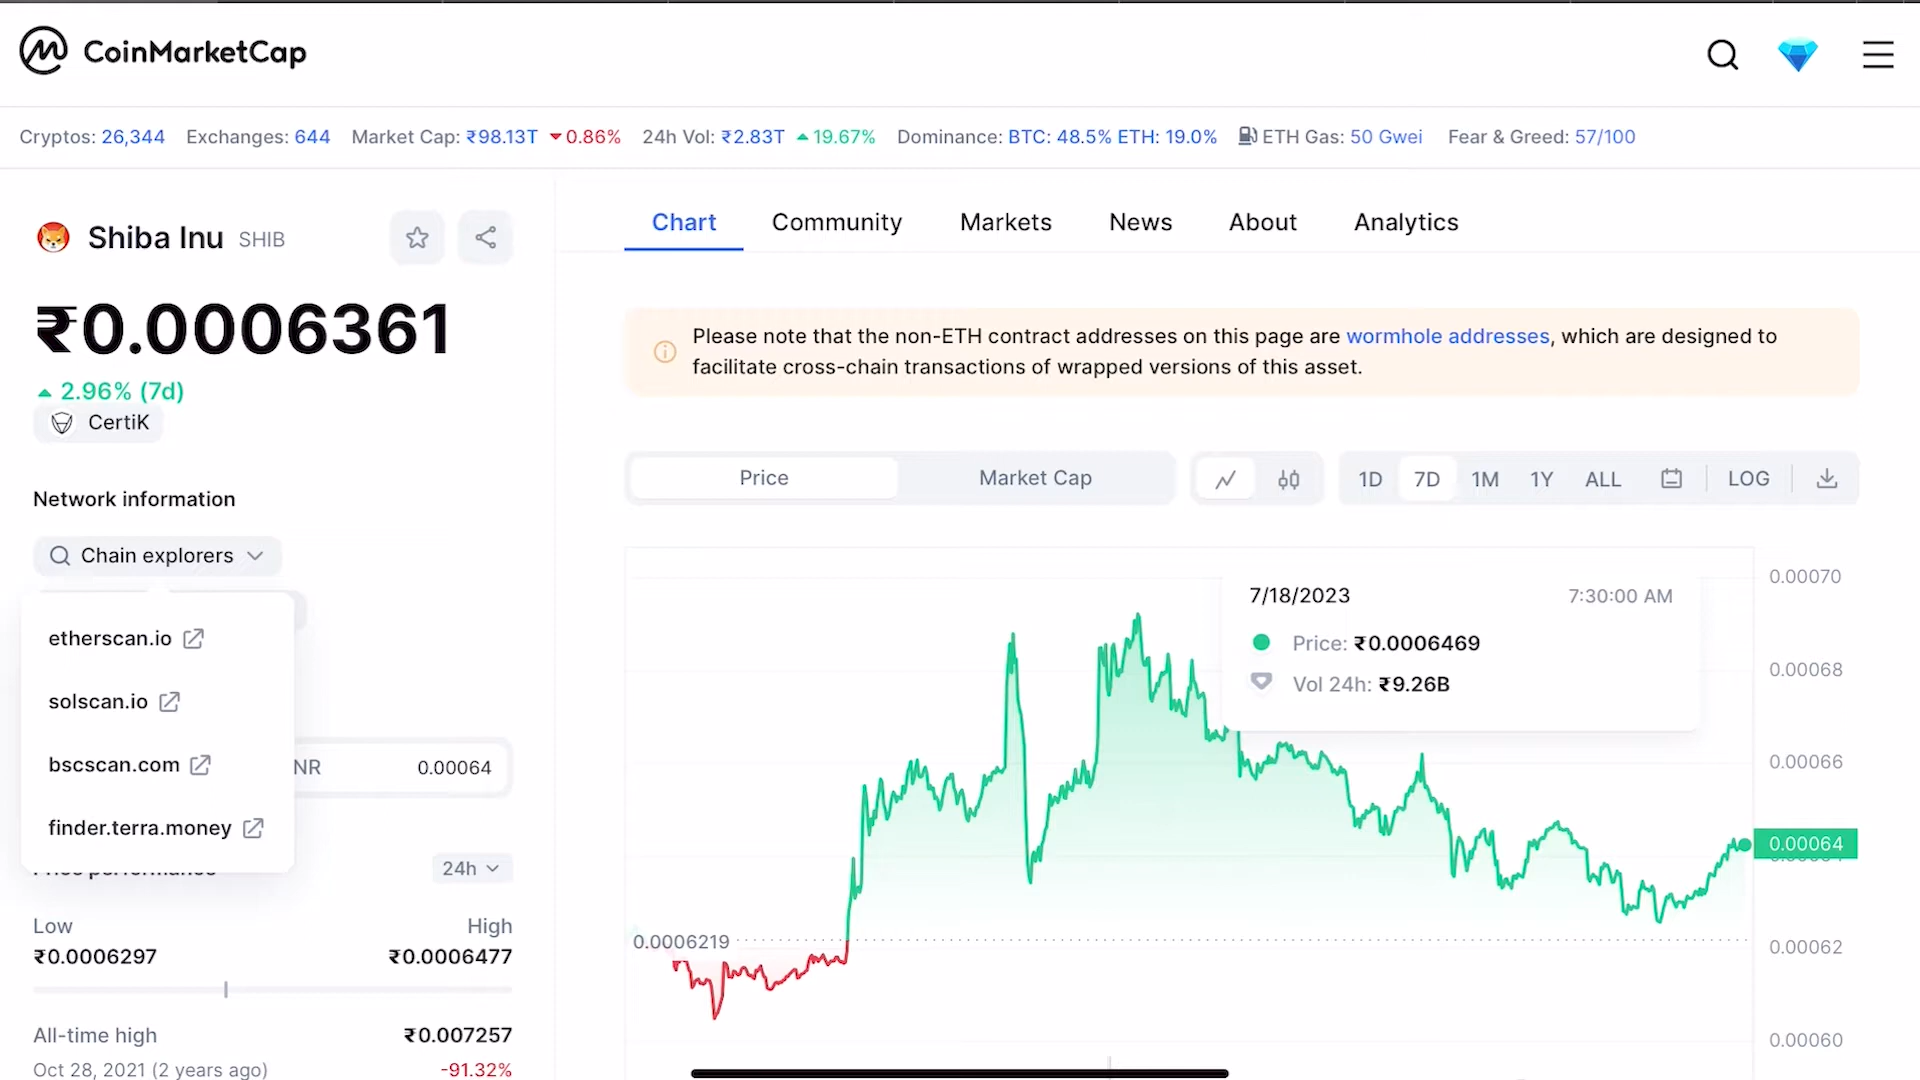 CoinMarketCap
Cryptos: 26,344 Exchanges: 644 Market Cap: ₹98.13T 0.86% 24h Vol: ₹2.83T 19.67% Dominance: BTC: 48.5% ETH: 19.0% ETH Gas: 50 Gwei Fear & Greed: 57/100
Shiba Inu SHIB
₹0.0006361
2.96% (7d)
CertiK
Network information
Chain explorers
etherscan.io
solscan.io
bscscan.com
finder.terra.money
NR 0.00064
24h
Low High
₹0.0006297 ₹0.0006477
All-time high ₹0.007257
Oct 28, 2021 (2 years ago) -91.32%
Chart Community Markets News About Analytics
Please note that the non-ETH contract addresses on this page are wormhole addresses, which are designed to
facilitate cross-chain transactions of wrapped versions of this asset.
Price Market Cap 1D 7D 1M 1Y ALL LOG
7/18/2023 7:30:00 AM
Price: ₹0.0006469
Vol 24h: ₹9.26B
0.00070
0.00068
0.00066
0.00064
0.0006219
0.00062
0.00060